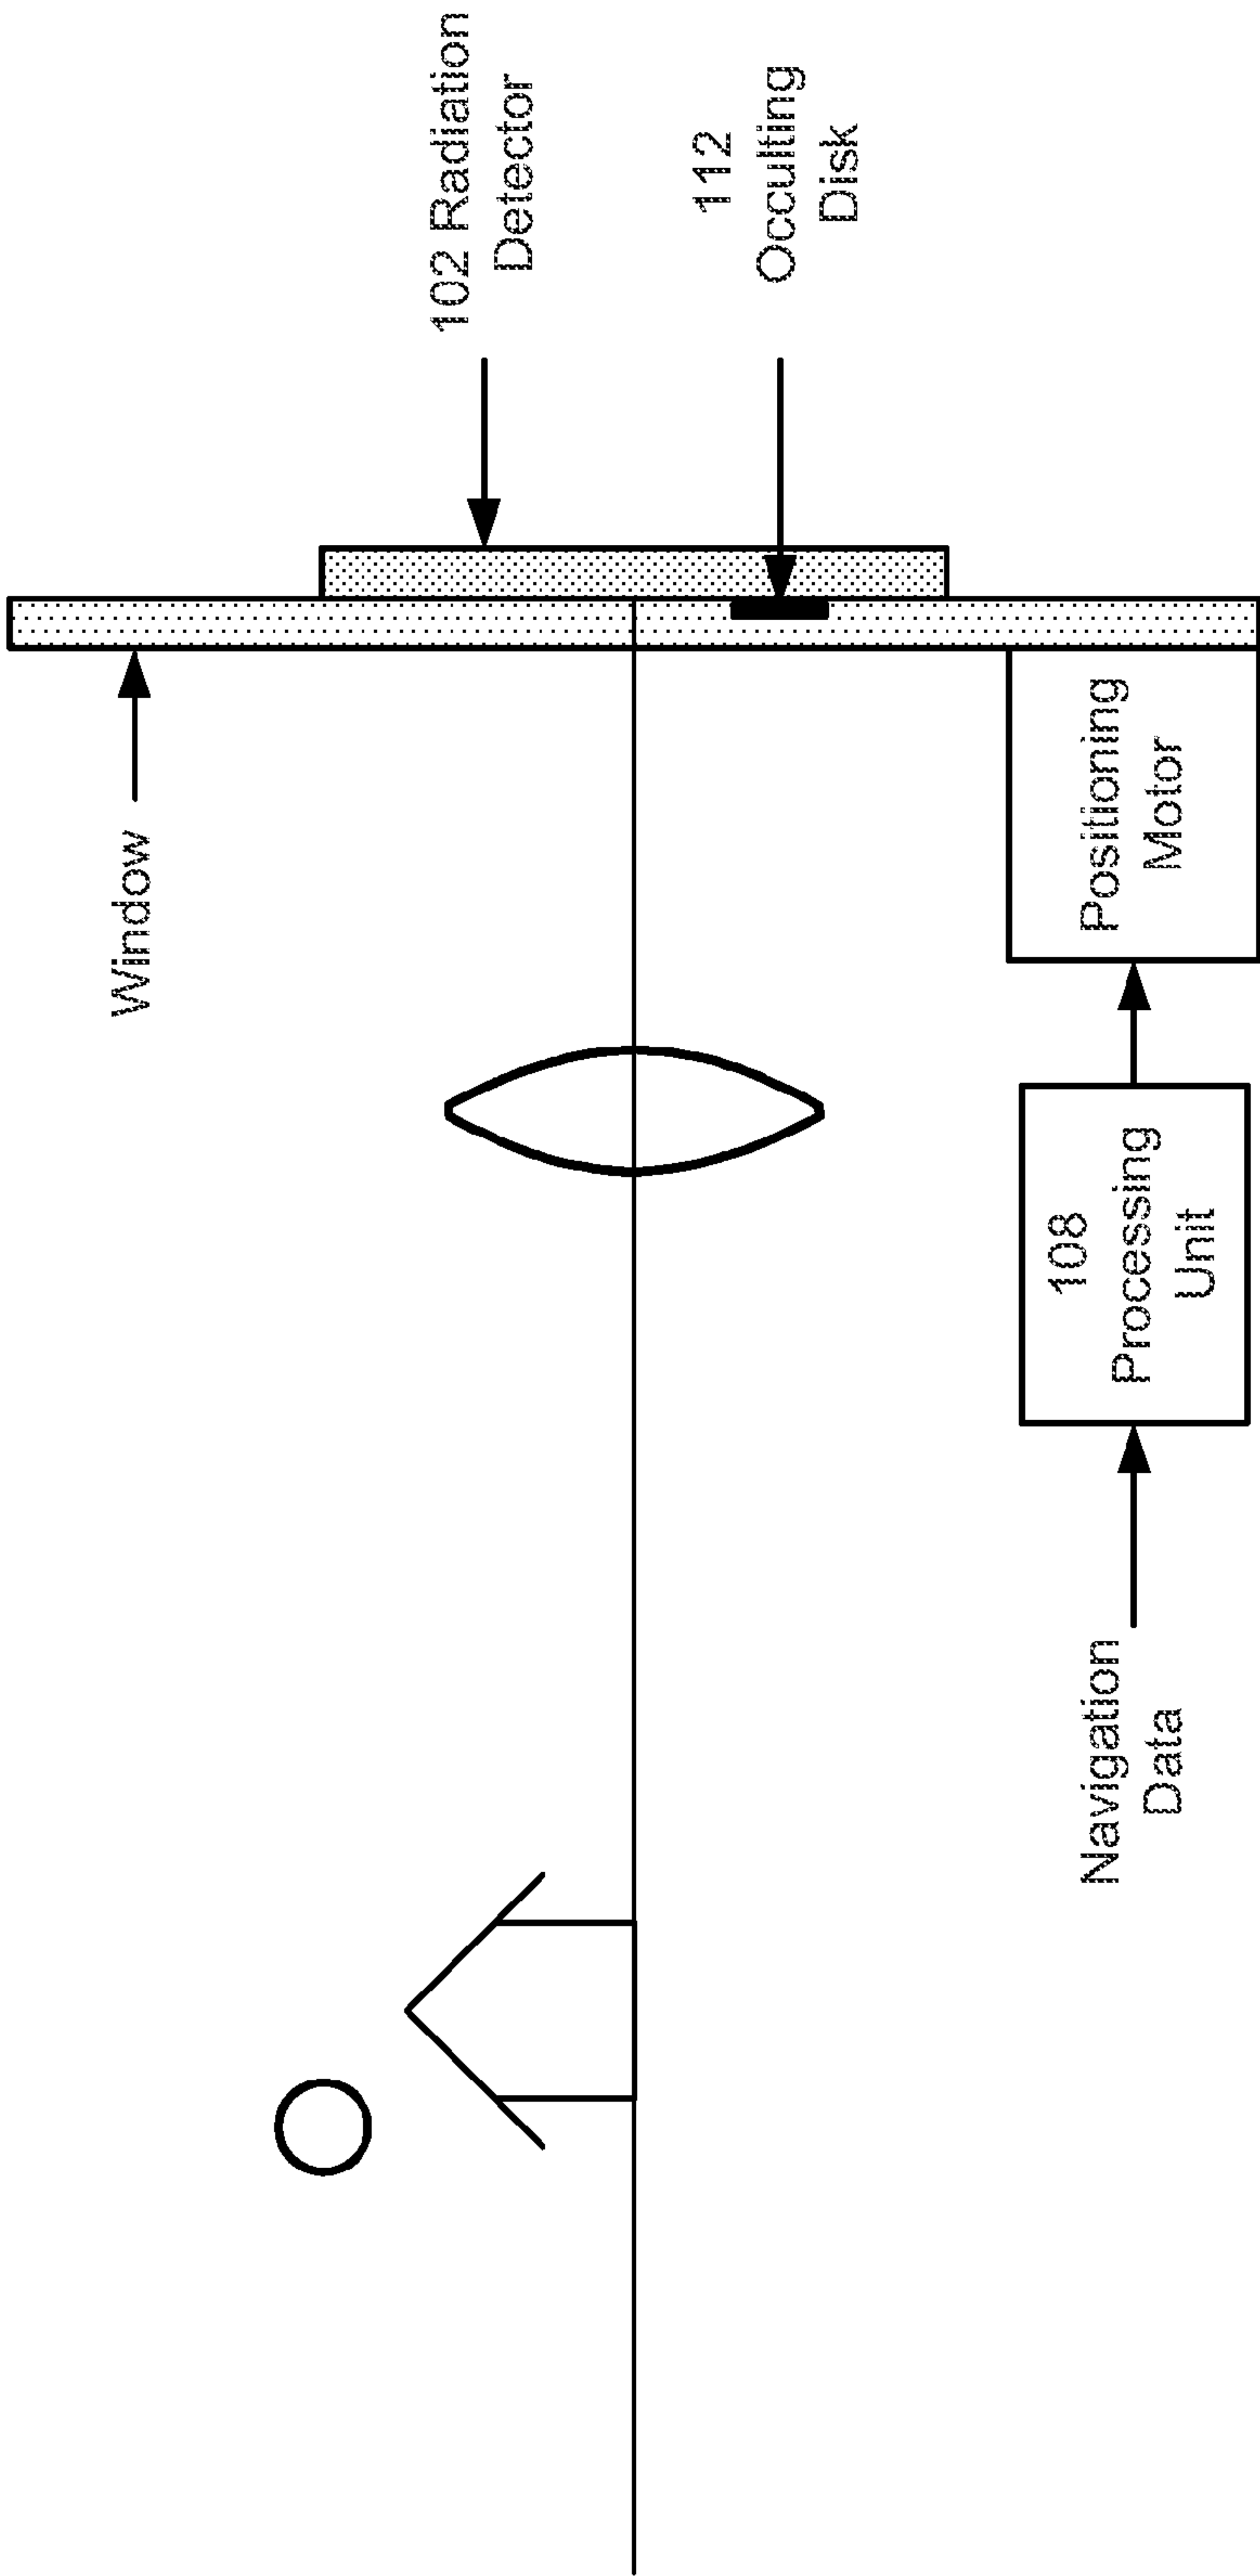 Window
102 Radiation
Detector
112
Occulting
Disk
Navigation
Data
108
Processing
Unit
Positioning
Motor